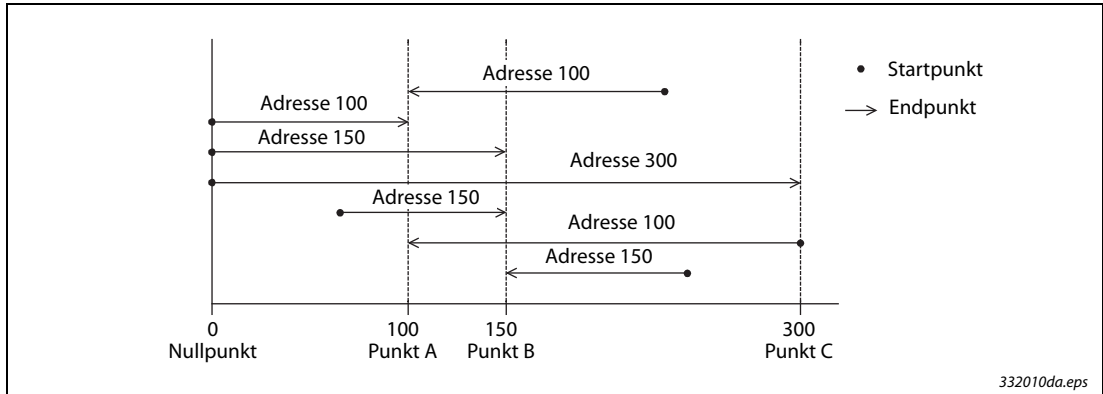 Adresse 100
Startpunkt
Adresse 100
Endpunkt
Adresse 150
Adresse 300
Adresse 150
Adresse 100
Adresse 150
0 100 150 300
Nullpunkt Punkt A Punkt B Punkt C
332010da.eps